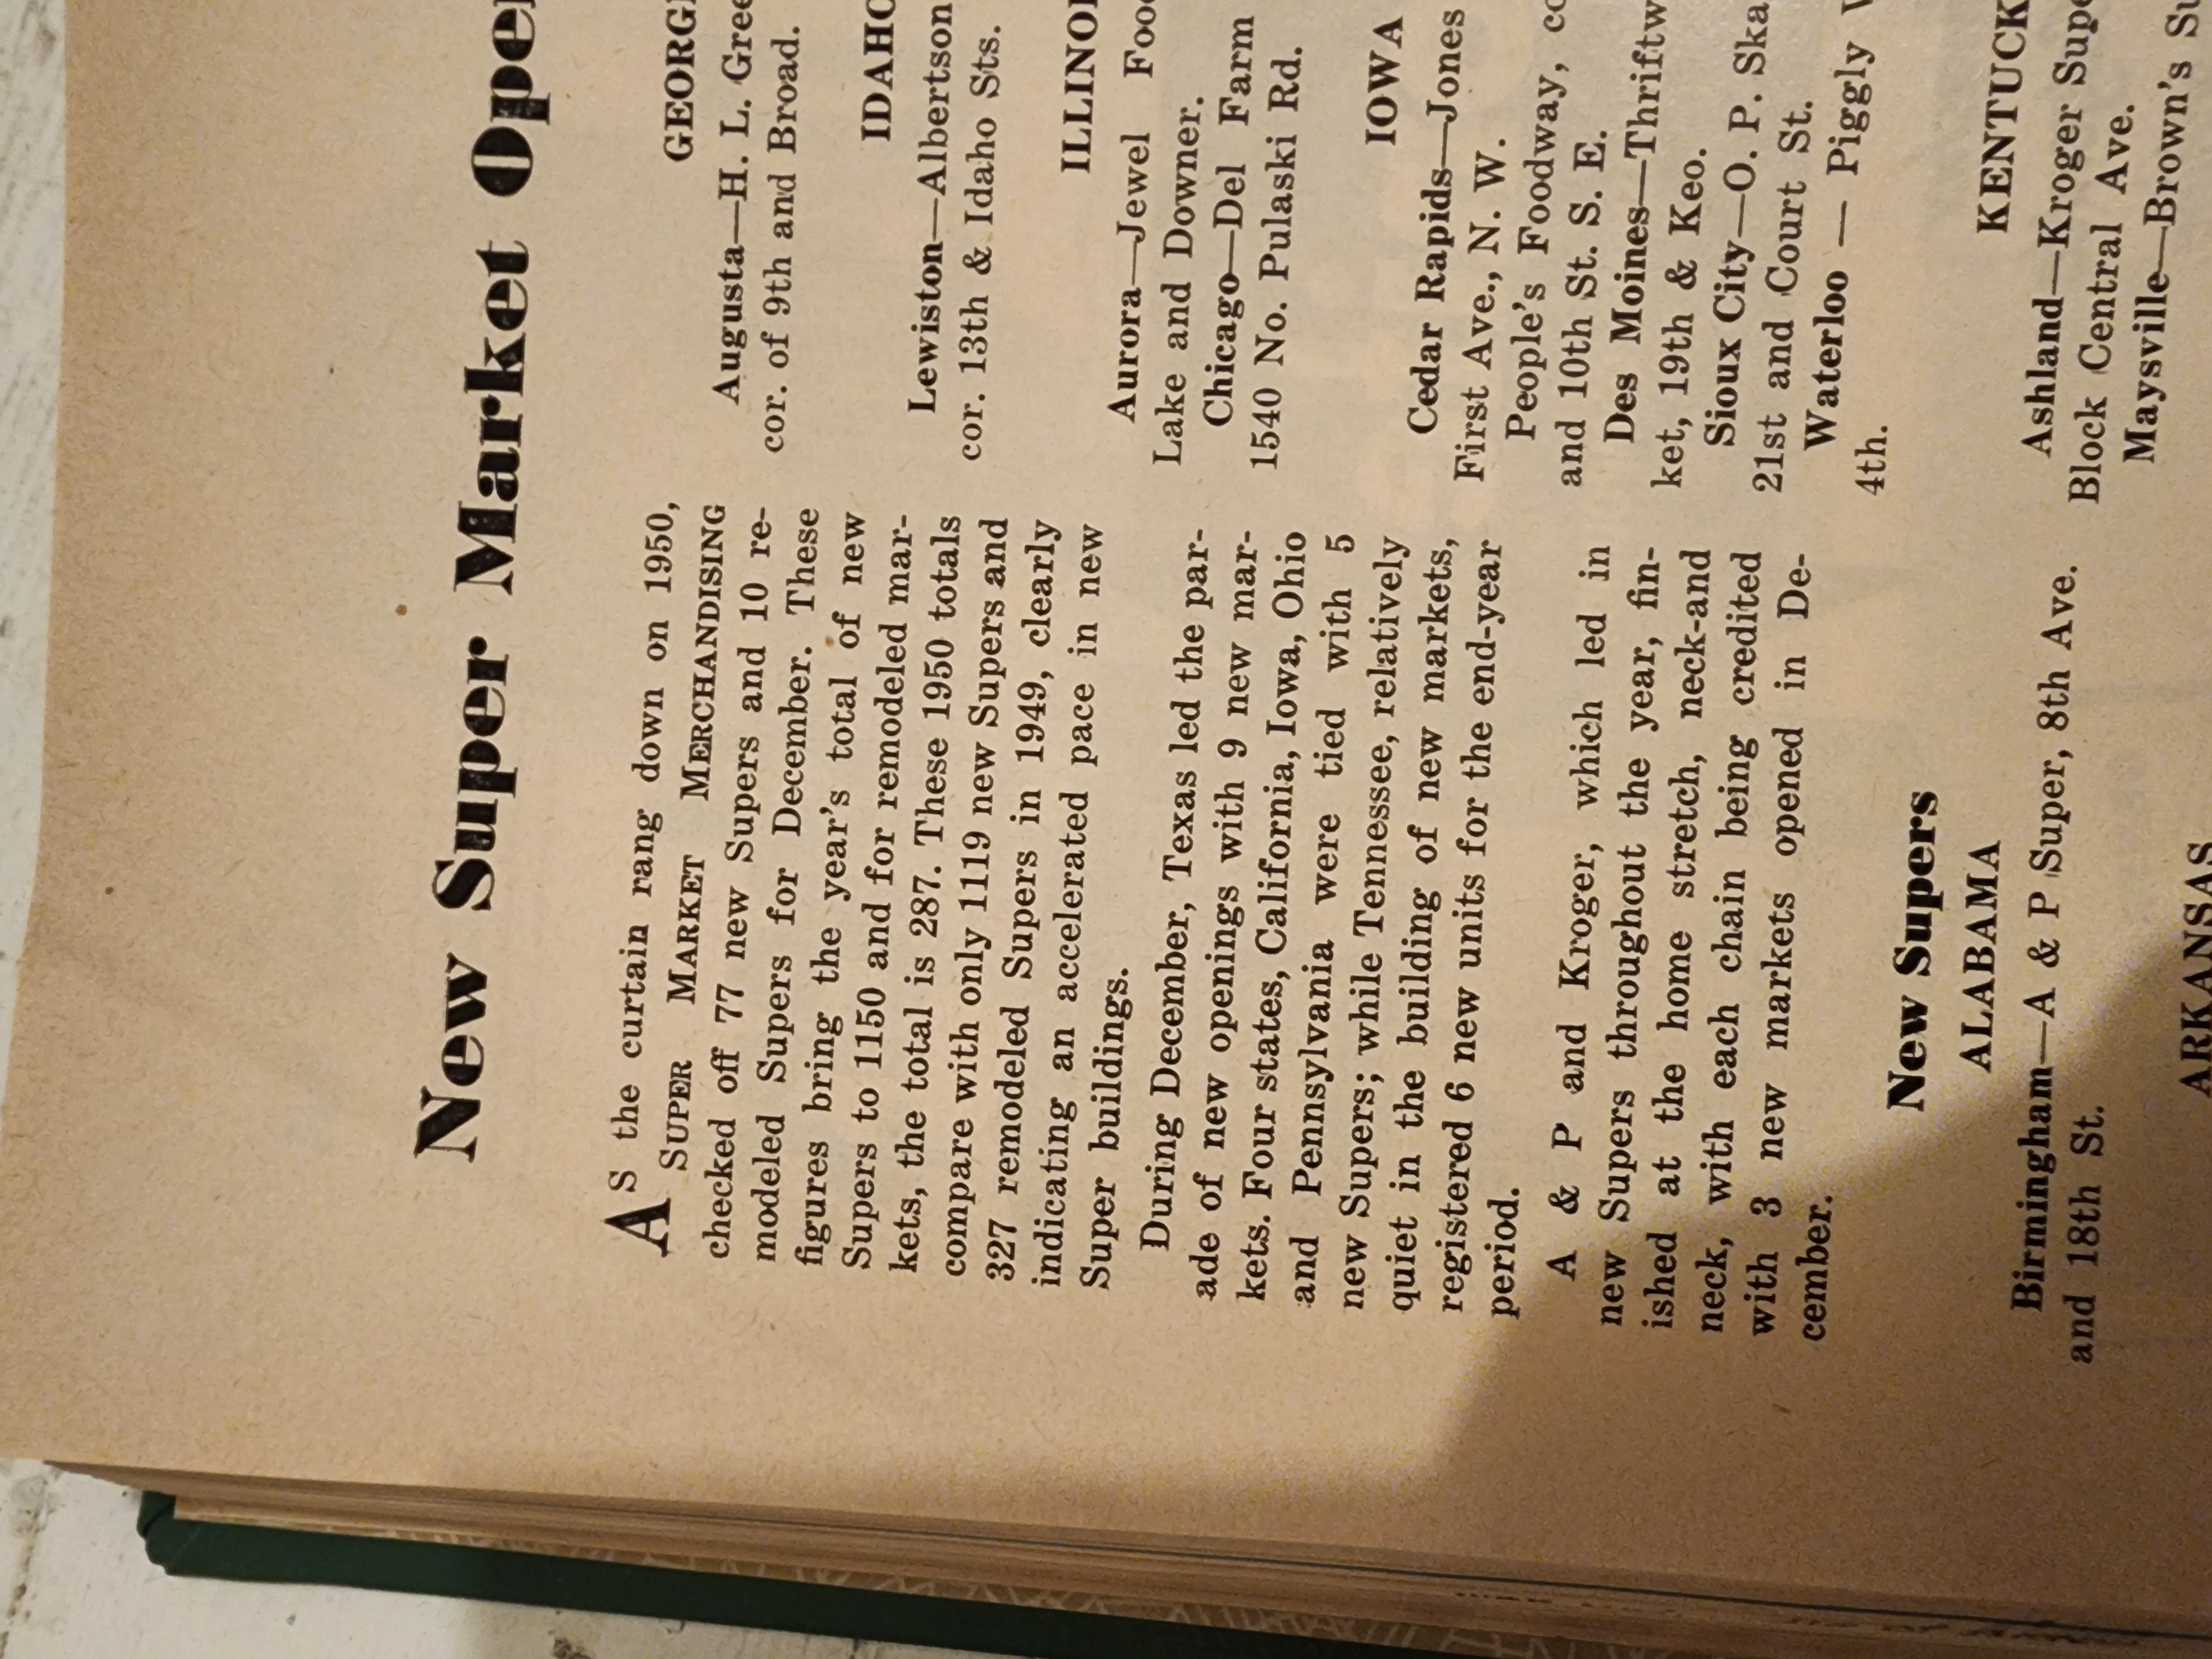 New Super Market
As the curtain rang down on 1950,
SUPER MARKET MERCHANDISING
checked off 77 new Supers and 10 re-
modeled Supers for December. These
figures bring the year's total of new
Supers to 1150 and for remodeled mar-
kets, the total is 287. These 1950 totals
compare with only 1119 new Supers and
327 remodeled Supers in 1949, clearly
indicating an accelerated pace in new
Super buildings.
During December, Texas led the par-
ade of new openings with 9 new mar-
kets. Four states, California, Iowa, Ohio
and Pennsylvania were tied with 5
new Supers; while Tennessee, relatively
quiet in the building of new markets,
registered 6 new units for the end-year
period.
A & P and Kroger, which led in
new Supers throughout the year, fin-
ished at the home stretch, neck-and
neck, with each chain being credited
with 3 new markets opened in De-
cember.
New Supers
ALABAMA
Birmingham—A & P Super, 8th Ave.
and 18th St.
ARKANSAS
GEORG
Augusta—H. L. Gree
cor. of 9th and Broad.
IDAHO
Lewiston—Albertson
cor. 13th & Idaho Sts.
ILLINOI
Aurora—Jewel Foo
Lake and Downer.
Chicago—Del Farm
1540 No. Pulaski Rd.
IOWA
Cedar Rapids—Jones
First Ave., N. W.
People's Foodway, co
and 10th St. S. E.
Des Moines—Thriftw
ket, 19th & Keo.
Sioux City—O. P. Ska
21st and Court St.
Waterloo — Piggly
4th.
KENTUCK
Ashland—Kroger Supe
Block Central Ave.
Maysville—Brown's Su